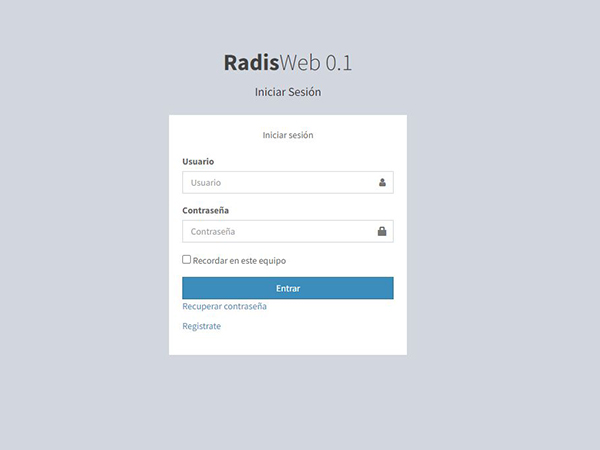 RadisWeb 0.1
Iniciar Sesión
Iniciar sesión
Usuario
Usuario
Contraseña
Contraseña
Recordar en este equipo
Entrar
Recuperar contraseña
Registrate